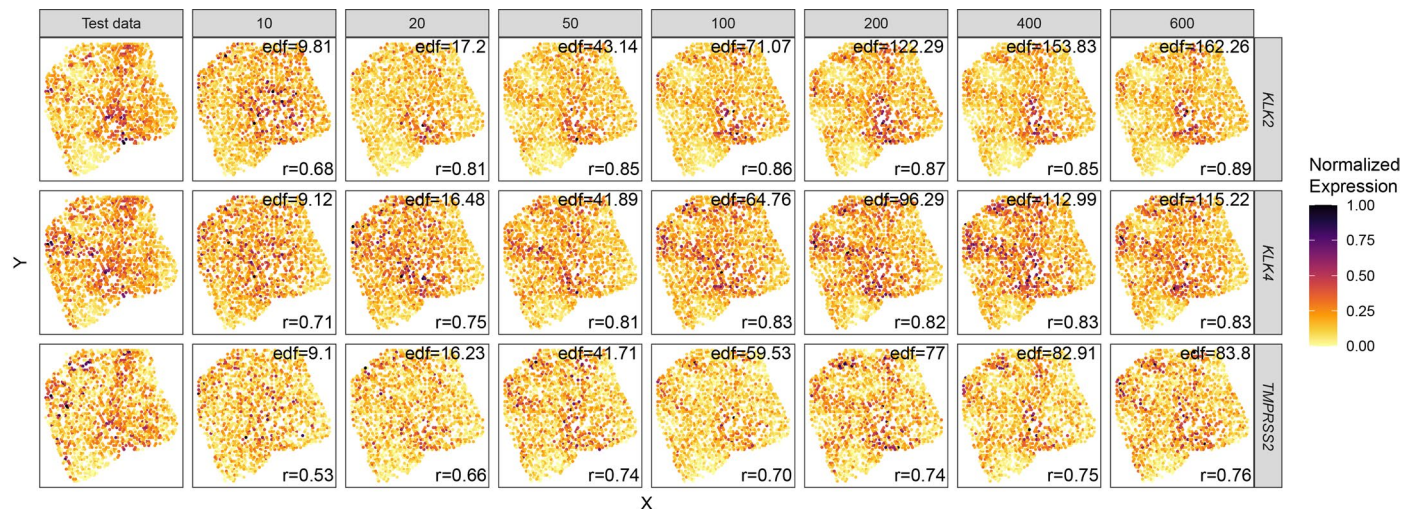 Test data 10 20 50 100 200 400 600
edf=9.81 edf=17.2 edf=43.14 edf=71.07 edf=122.29 edf=153.83 edf=162.26
KLK2
r=0.68 r=0.81 r=0.85 r=0.86 r=0.87 r=0.85 r=0.89
edf=9.12 edf=16.48 edf=41.89 edf=64.76 edf=96.29 edf=112.99 edf=115.22
KLK4
r=0.71 r=0.75 r=0.81 r=0.83 r=0.82 r=0.83 r=0.83
edf=9.1 edf=16.23 edf=41.71 edf=59.53 edf=77 edf=82.91 edf=83.8
TMPRSS2
r=0.53 r=0.66 r=0.74 r=0.70 r=0.74 r=0.75 r=0.76
Y
X
Normalized
Expression
1.00
0.75
0.50
0.25
0.00